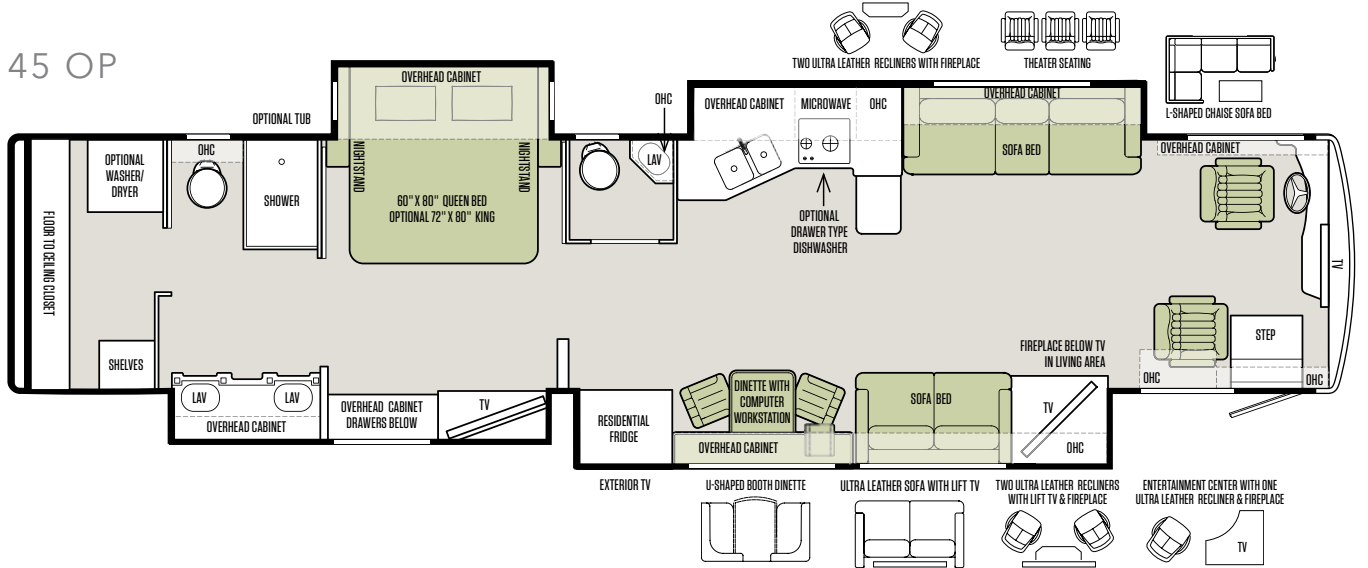 45 OP
TWO ULTRA LEATHER RECLINERS WITH FIREPLACE
THEATER SEATING
L-SHAPED CHAISE SOFA BED
OPTIONAL TUB
OVERHEAD CABINET
OHC
OVERHEAD CABINET
MICROWAVE
OHC
OVERHEAD CABINET
OVERHEAD CABINET
OPTIONAL
WASHER/
DRYER
OHC
SHOWER
NIGHTSTAND
NIGHTSTAND
60" X 80" QUEEN BED
OPTIONAL 72" X 80" KING
LAV
SOFA BED
OPTIONAL
DRAWER TYPE
DISHWASHER
FLOOR TO CEILING CLOSET
TV
SHELVES
FIREPLACE BELOW TV
IN LIVING AREA
STEP
OHC
OHC
LAV
LAV
OVERHEAD CABINET
OVERHEAD CABINET
DRAWERS BELOW
TV
RESIDENTIAL
FRIDGE
DINETTE WITH
COMPUTER
WORKSTATION
OVERHEAD CABINET
SOFA BED
TV
OHC
EXTERIOR TV
U-SHAPED BOOTH DINETTE
ULTRA LEATHER SOFA WITH LIFT TV
TWO ULTRA LEATHER RECLINERS
WITH LIFT TV & FIREPLACE
ENTERTAINMENT CENTER WITH ONE
ULTRA LEATHER RECLINER & FIREPLACE
TV